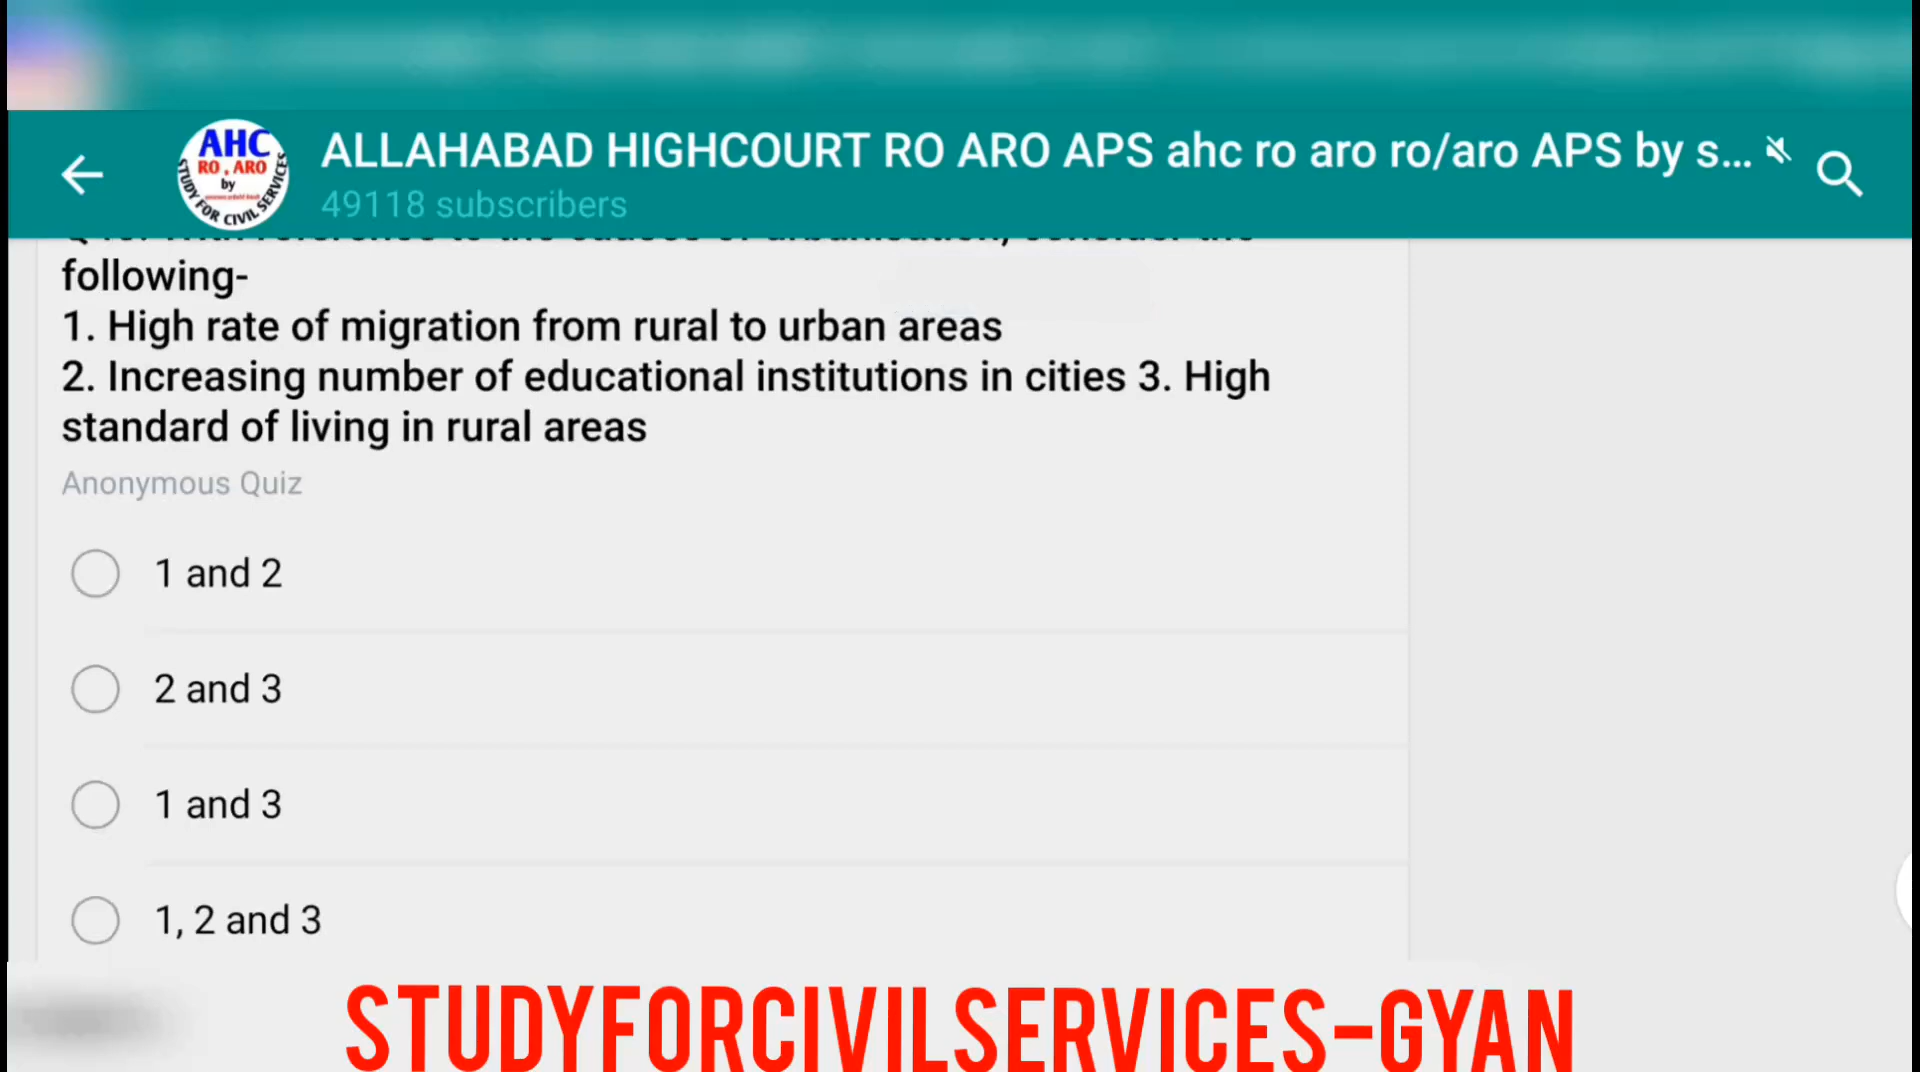 ALLAHABAD HIGHCOURT RO ARO APS ahc ro aro ro/aro APS by s...
49118 subscribers
AHC
RO , ARO
by
STUDY FOR CIVIL SERVICES
following-
1. High rate of migration from rural to urban areas
2. Increasing number of educational institutions in cities 3. High
standard of living in rural areas
Anonymous Quiz
1 and 2
2 and 3
1 and 3
1, 2 and 3
STUDYFORCIVILSERVICES-GYAN